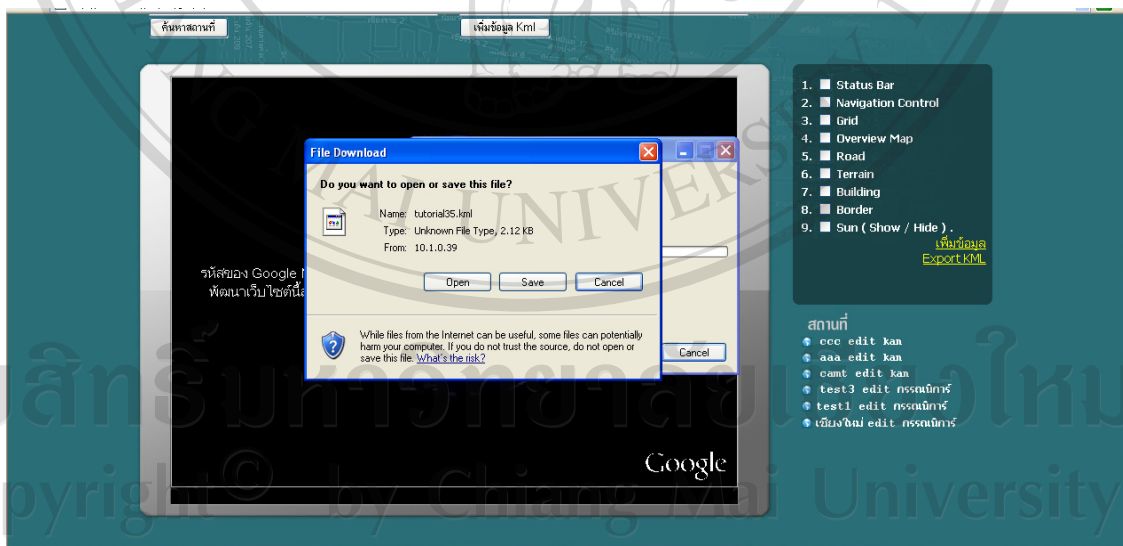 ค้นหาสถานที่
เพิ่มข้อมูล Kml
1. Status Bar
2. Navigation Control
3. Grid
4. Overview Map
5. Road
6. Terrain
7. Building
8. Border
9. Sun ( Show / Hide ) .
เพิ่มข้อมูล
Export KML
File Download
Do you want to open or save this file?
Name: tutorial35.kml
Type: Unknown File Type, 2.12 KB
From: 10.1.0.39
Open Save Cancel
While files from the Internet can be useful, some files can potentially
harm your computer. If you do not trust the source, do not open or
save this file. What's the risk?
Cancel
รหัสของ Google
พัฒนาเว็บไซต์นี้
Google
สถานที่
ccc edit kan
aaa edit kan
camt edit kan
test3 edit กรรณิการ์
test1 edit กรรณิการ์
เชียงใหม่ edit กรรณิการ์
by Chiang Mai University